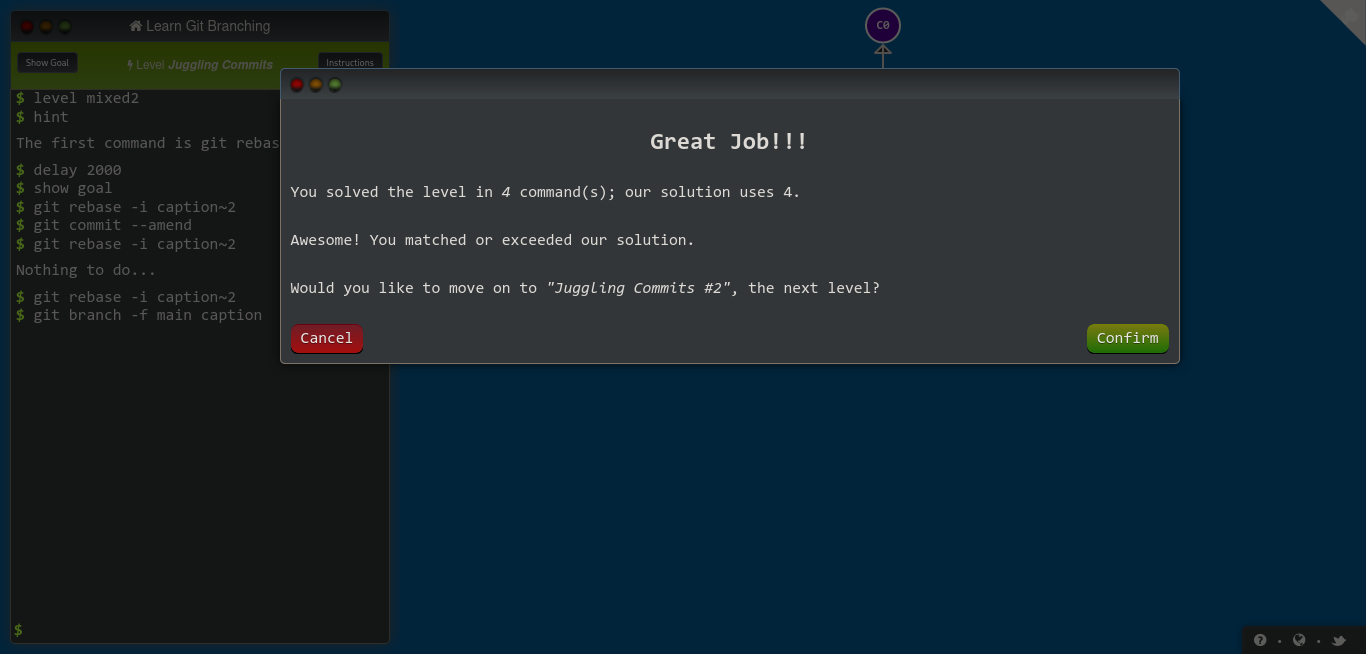 Learn Git Branching
C0
Show Goal
Level Juggling Commits
Instructions
$ level mixed2
$ hint
The first command is git rebas
$ delay 2000
$ show goal
$ git rebase -i caption~2
$ git commit --amend
$ git rebase -i caption~2
Nothing to do...
$ git rebase -i caption~2
$ git branch -f main caption
$
Great Job!!!
You solved the level in 4 command(s); our solution uses 4.
Awesome! You matched or exceeded our solution.
Would you like to move on to "Juggling Commits #2", the next level?
Cancel
Confirm